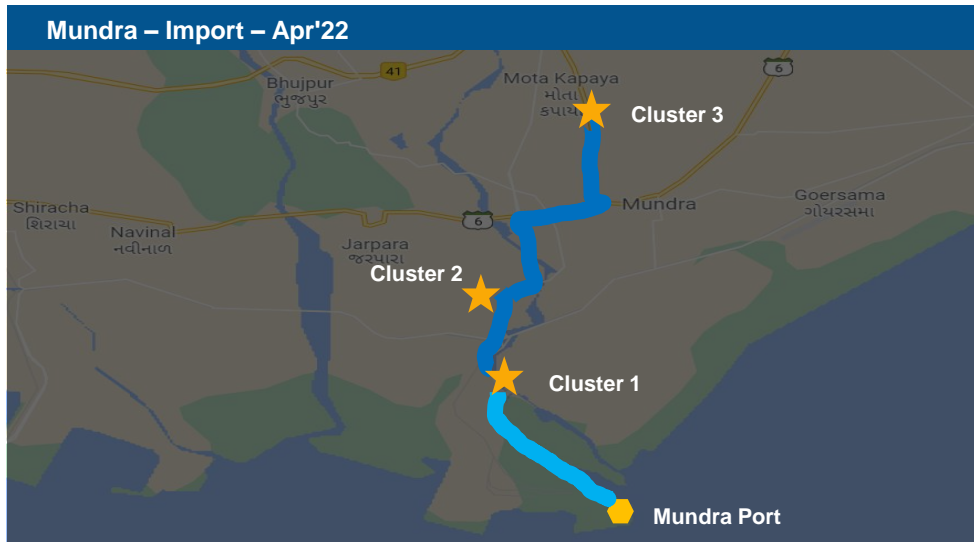 Mundra – Import – Apr'22
41
6
Bhujpur
ભુજપુર
Mota Kapaya
મોટા
કપાયા
Cluster 3
Shiracha
શિરાચા
Navinal
નવીનાળ
Mundra
Goersama
ગોયરસમા
6
Jarpara
જરપારા
Cluster 2
Cluster 1
Mundra Port